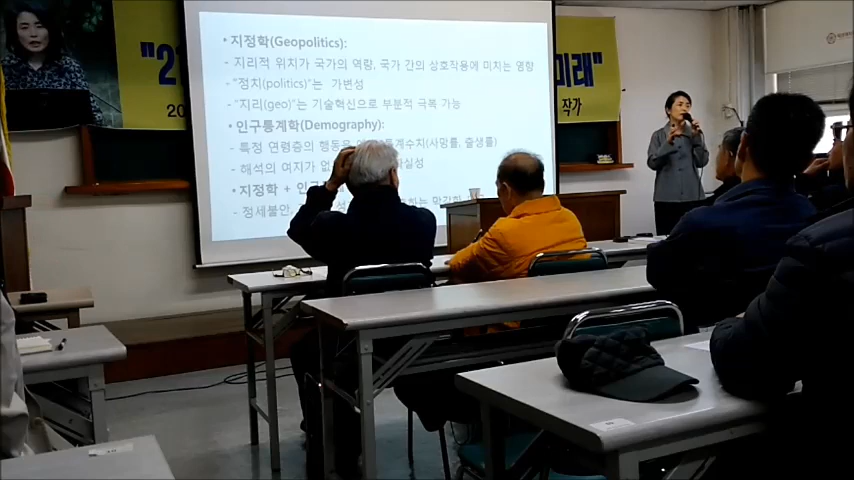 "2
미래"
20
작가
• 지정학(Geopolitics):
- 지리적 위치가 국가의 역량, 국가 간의 상호작용에 미치는 영향
- "정치(politics)"는 가변성
- "지리(geo)"는 기술혁신으로 부분적 극복 가능
• 인구통계학(Demography):
- 특정 연령층의 행동은 계수치(사망률, 출생률)
- 해석의 여지가 없 확실성
• 지정학 + 인구
- 정세불안,